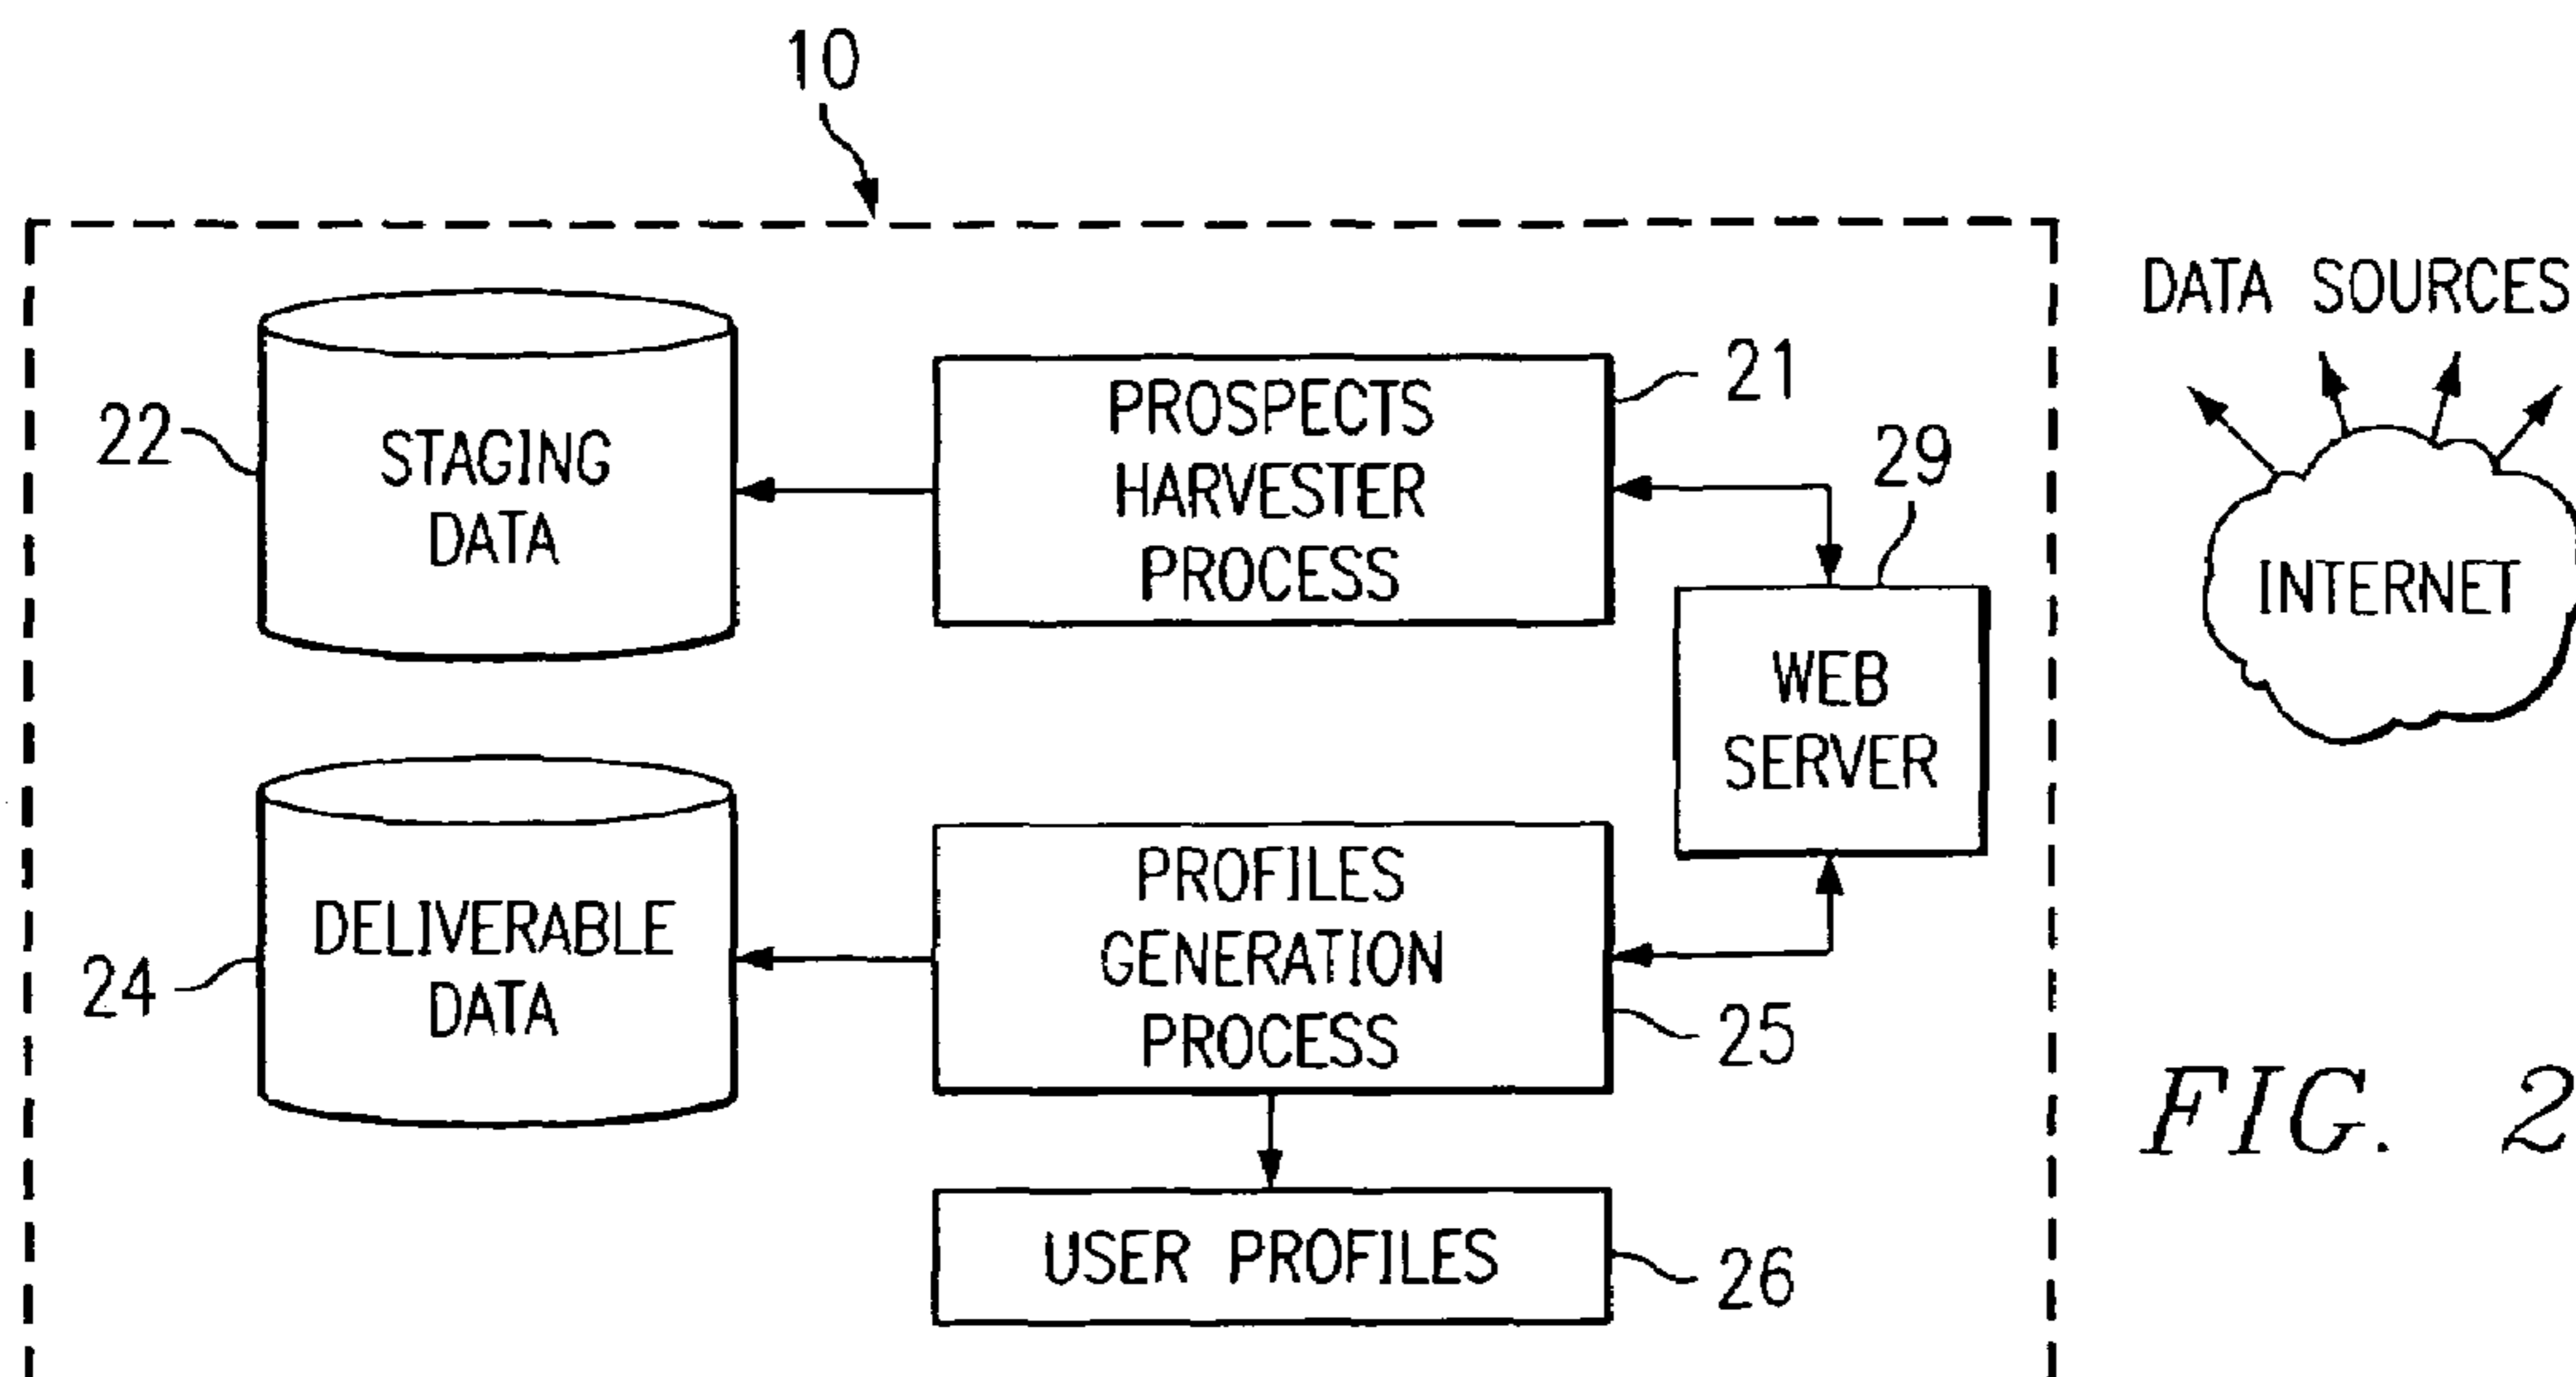 10
DATA SOURCES
22
STAGING
DATA
PROSPECTS
HARVESTER
PROCESS
21
29
INTERNET
WEB
SERVER
24
DELIVERABLE
DATA
PROFILES
GENERATION
PROCESS
25
USER PROFILES
26
FIG. 2